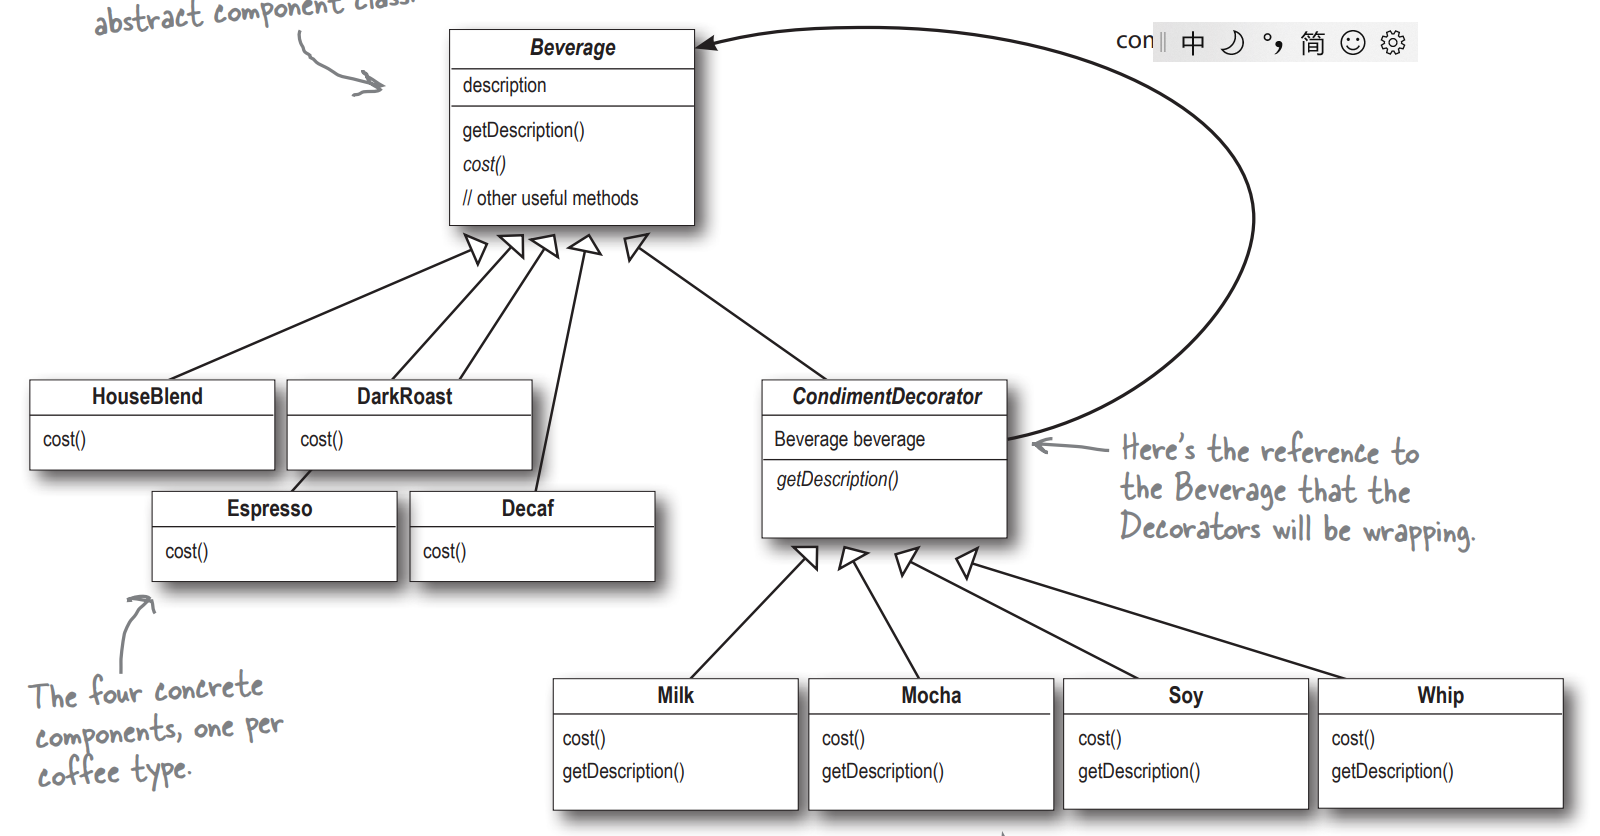 abstract component class.
Beverage
description
getDescription()
cost()
// other useful methods
com
中 简
HouseBlend
cost()
DarkRoast
cost()
Espresso
cost()
Decaf
cost()
CondimentDecorator
Beverage beverage
getDescription()
Here's the reference to
the Beverage that the
Decorators will be wrapping.
The four concrete
components, one per
coffee type.
Milk
cost()
getDescription()
Mocha
cost()
getDescription()
Soy
cost()
getDescription()
Whip
cost()
getDescription()